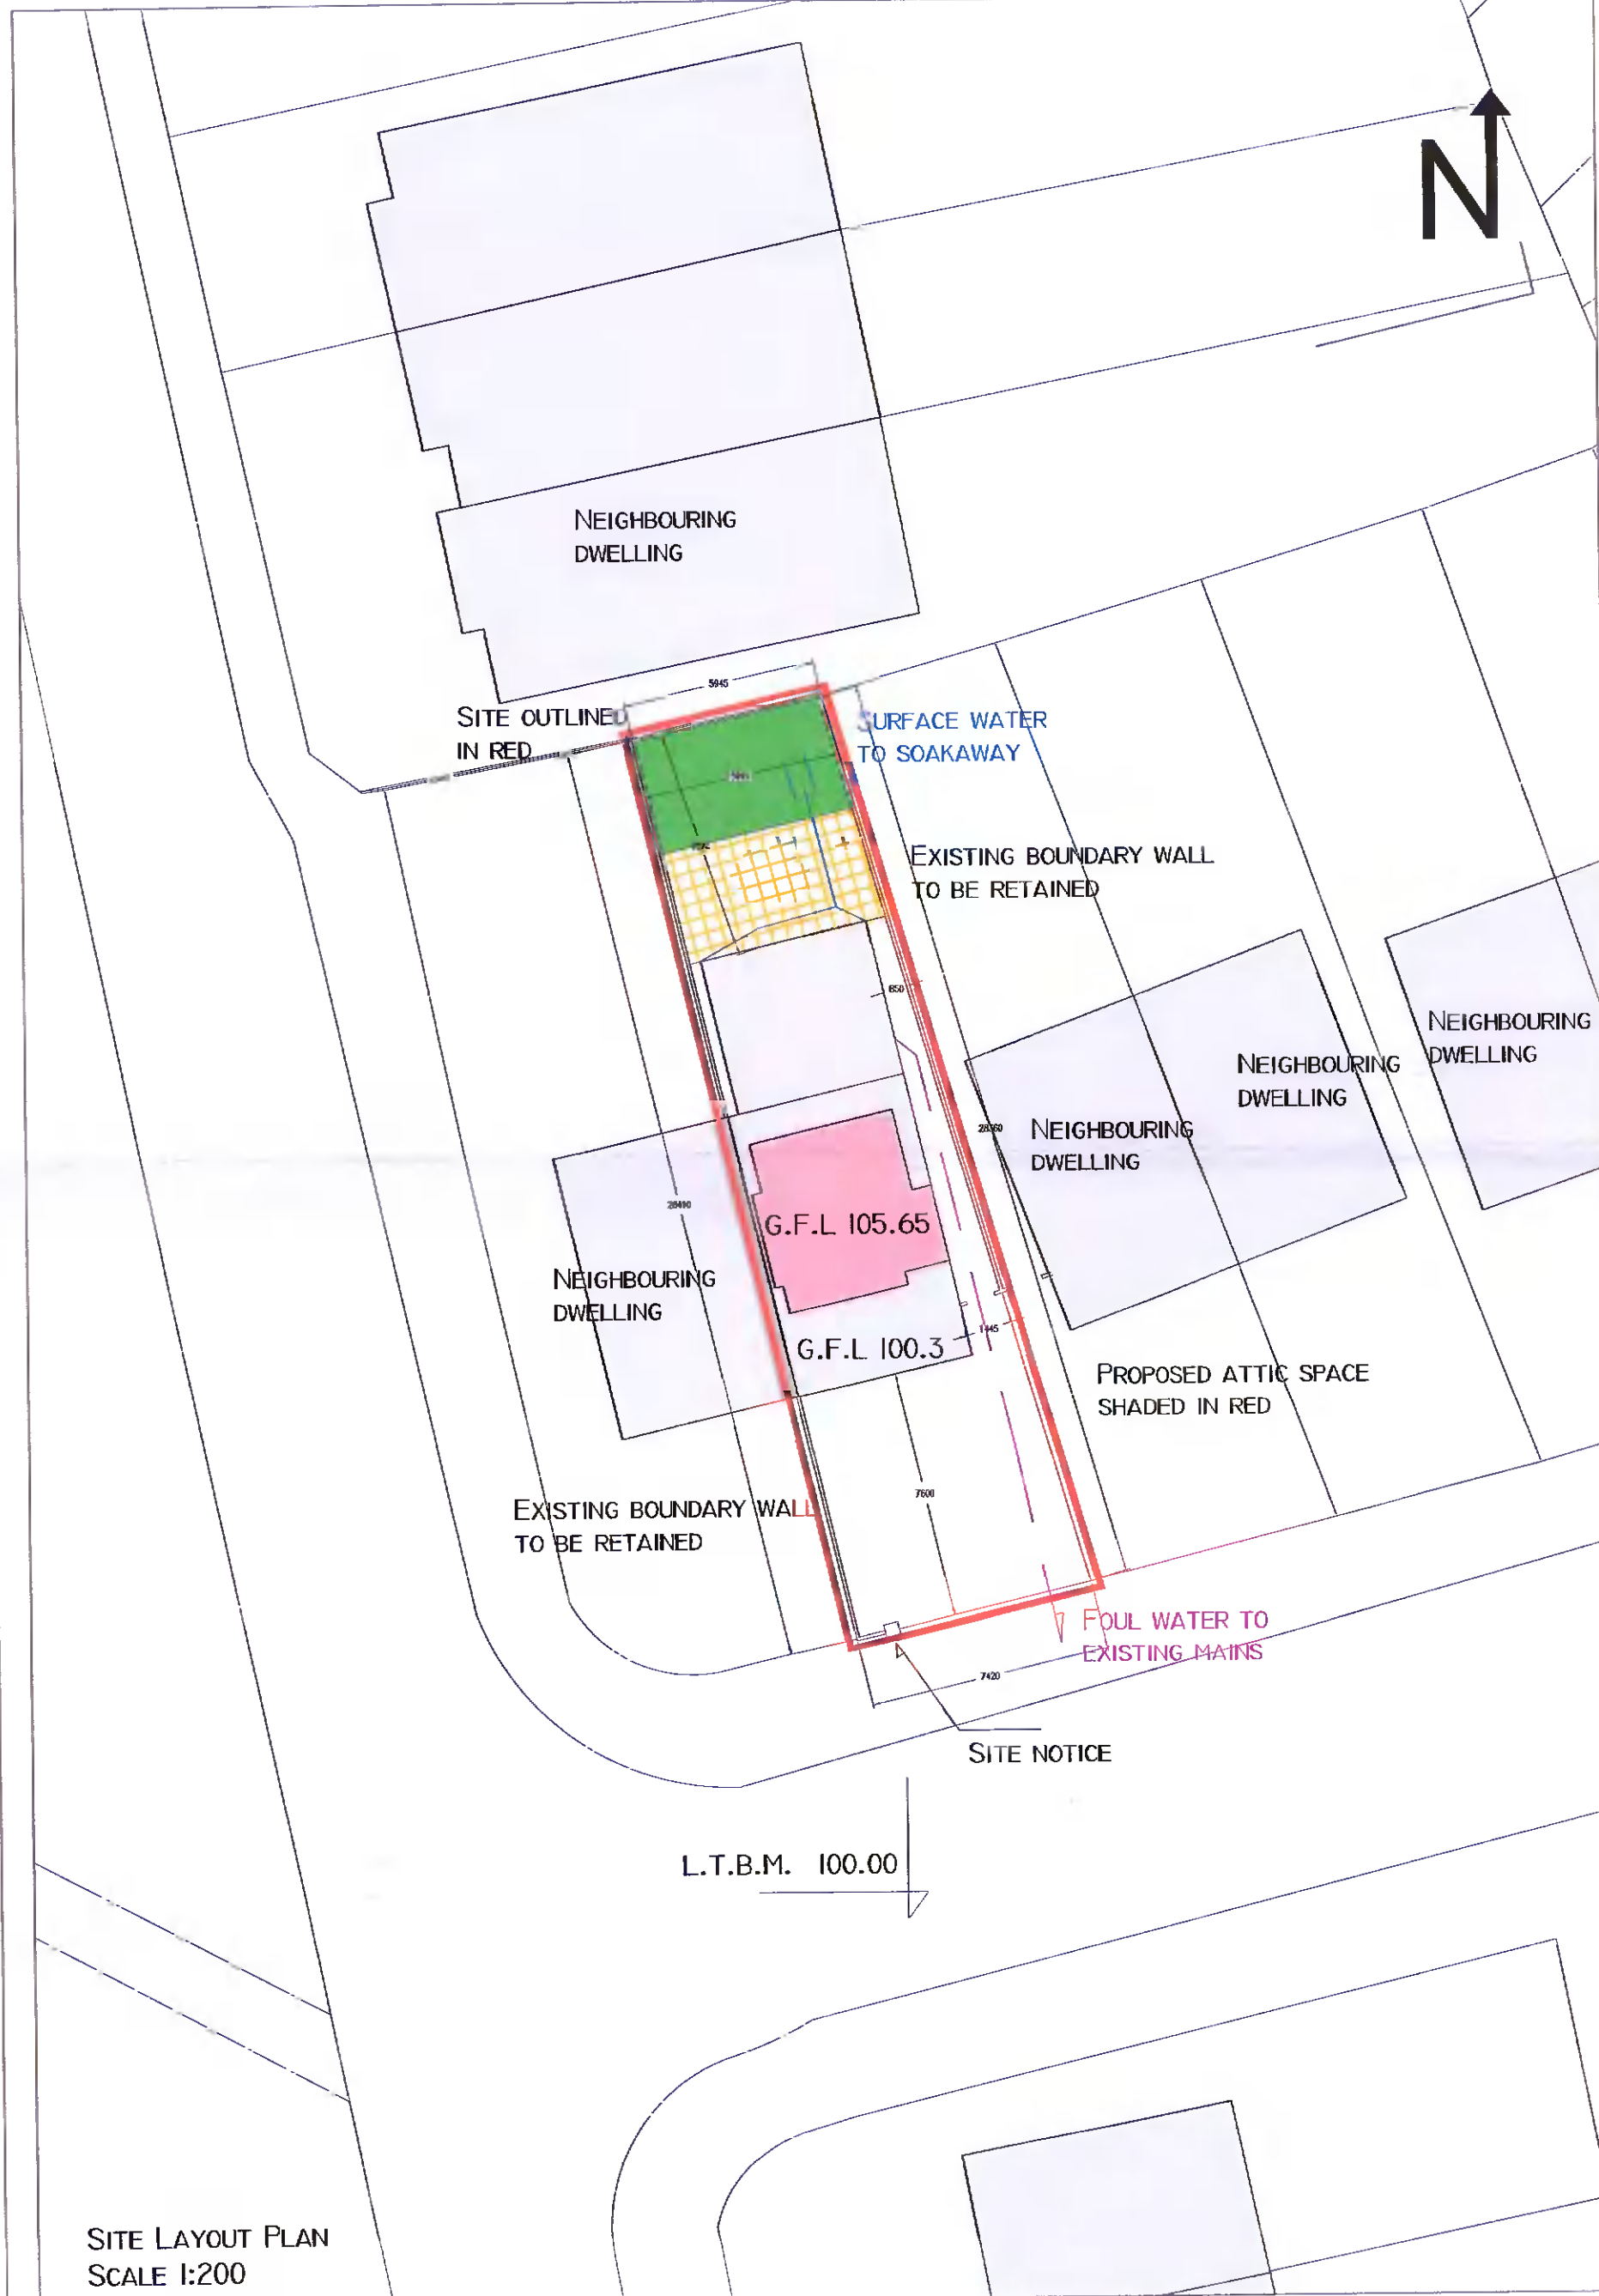 N
NEIGHBOURING
DWELLING
5945
SITE OUTLINED
IN RED
SURFACE WATER
TO SOAKAWAY
EXISTING BOUNDARY WALL
TO BE RETAINED
850
NEIGHBOURING
DWELLING
NEIGHBOURING
DWELLING
NEIGHBOURING
DWELLING
G.F.L 105.65
NEIGHBOURING
DWELLING
1445
G.F.L 100.3
PROPOSED ATTIC SPACE
SHADED IN RED
7600
EXISTING BOUNDARY WALL
TO BE RETAINED
FOUL WATER TO
EXISTING MAINS
7420
SITE NOTICE
L.T.B.M. 100.00
SITE LAYOUT PLAN
SCALE 1:200